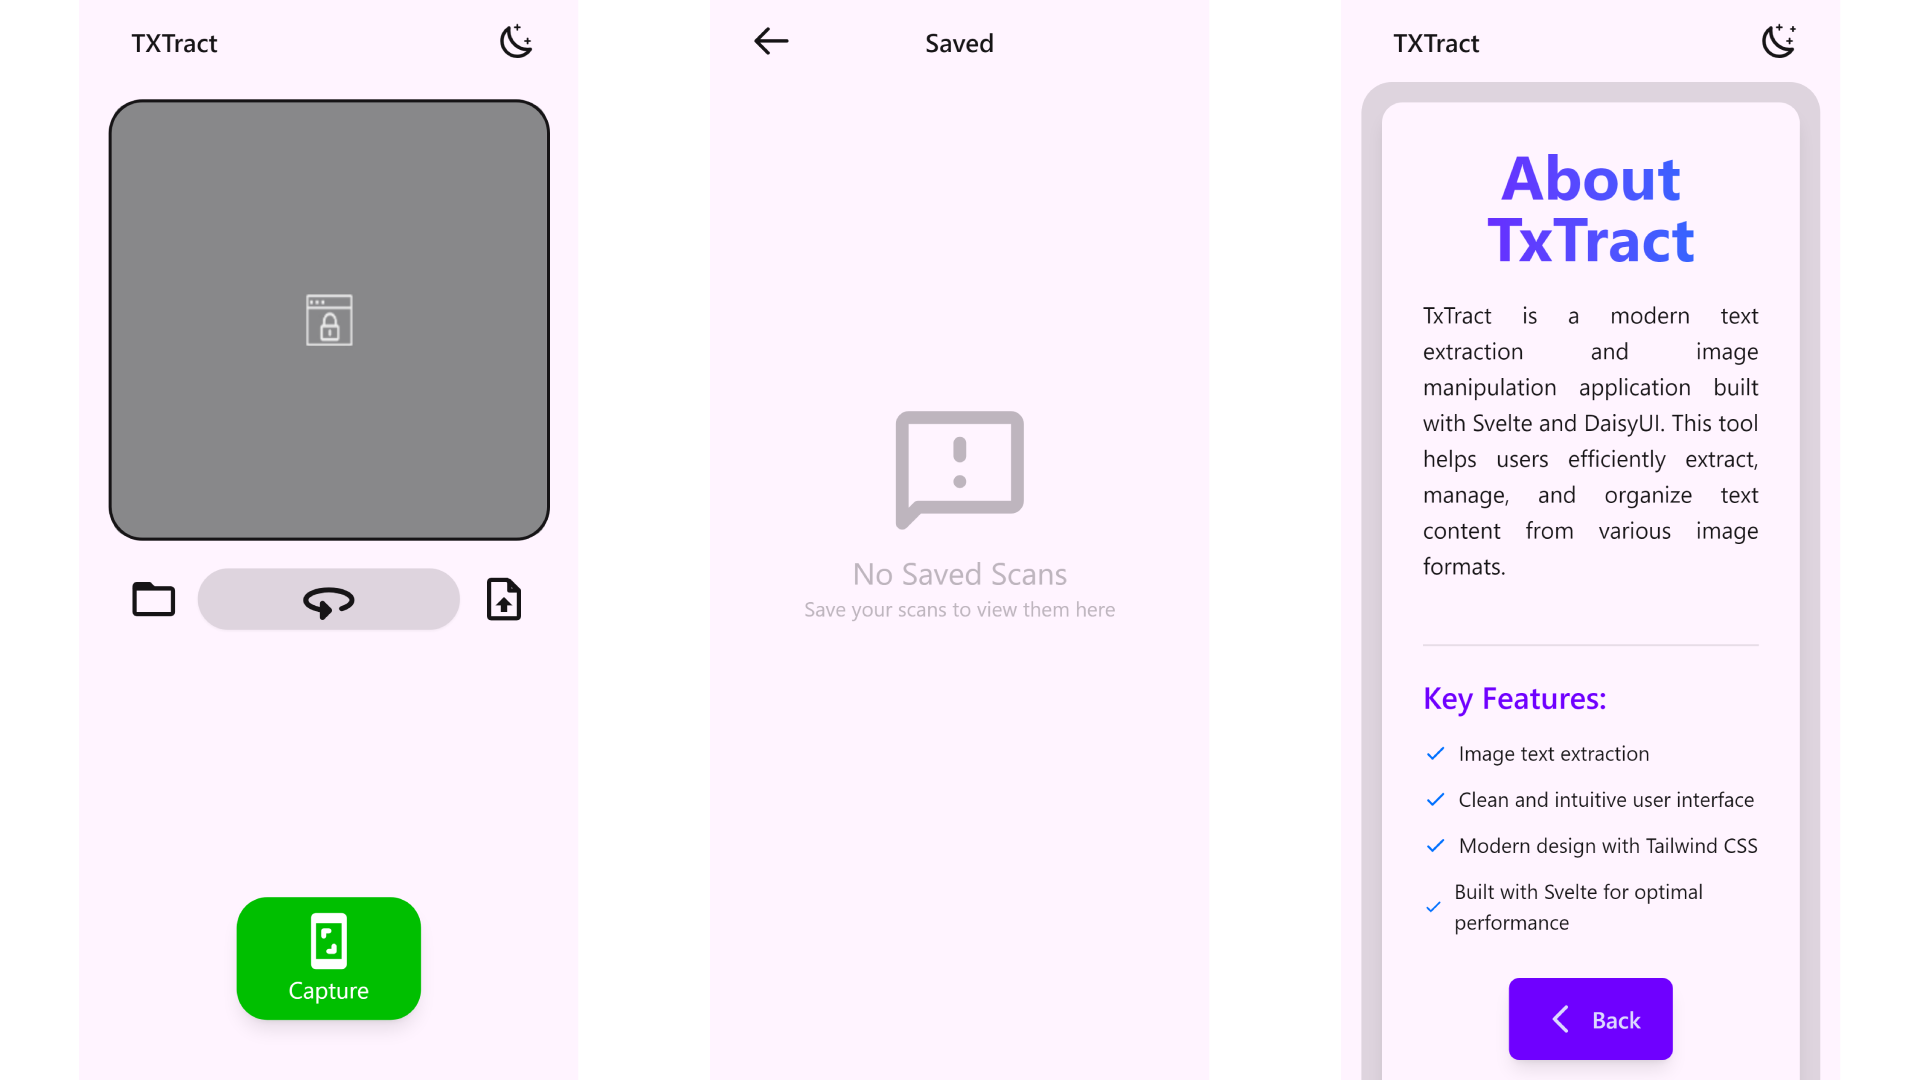 TXTract
Capture
Saved
No Saved Scans
Save your scans to view them here
TXTract
About
TxTract
TxTract is a modern text
extraction and image
manipulation application built
with Svelte and DaisyUI. This tool
helps users efficiently extract,
manage, and organize text
content from various image
formats.
Key Features:
Image text extraction
Clean and intuitive user interface
Modern design with Tailwind CSS
Built with Svelte for optimal
performance
Back